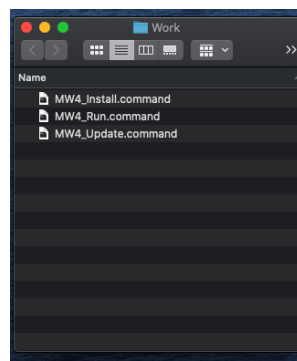 Work
Name
MW4_Install.command
MW4_Run.command
MW4_Update.command